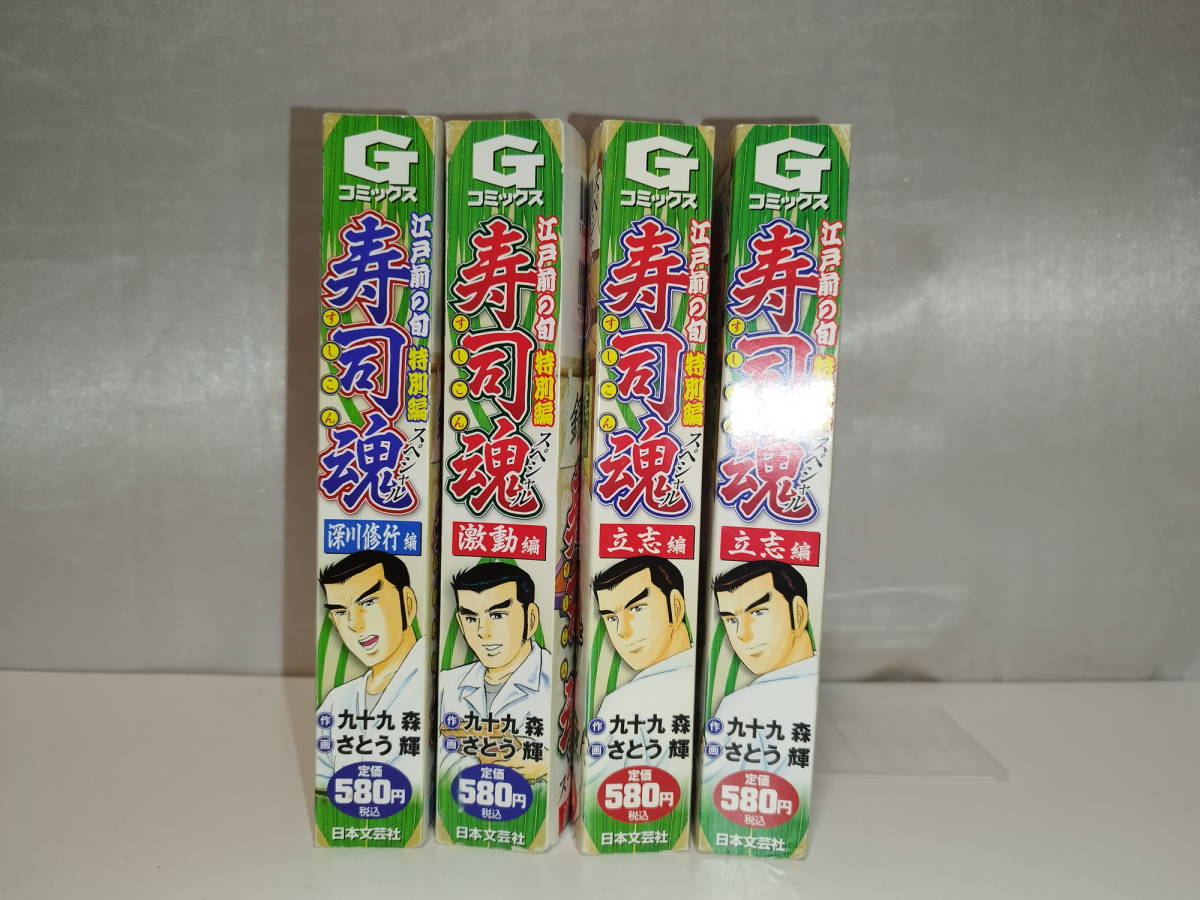 G
コミックス
江戸前の旬 特別編
寿司魂
すしこん
スペシャル
深川修行編
作 九十九 森
画 さとう 輝
定価
580円
税込
日本文芸社
G
コミックス
江戸前の旬 特別編
寿司魂
すしこん
スペシャル
激動編
作 九十九 森
画 さとう 輝
定価
580円
税込
日本文芸社
G
コミックス
江戸前の旬 特別編
寿司魂
すしこん
スペシャル
立志編
作 九十九 森
画 さとう 輝
定価
580円
税込
日本文芸社
G
コミックス
江戸前の旬 特別編
寿司魂
すし
スペシャル
立志編
作 九十九 森
画 さとう 輝
定価
580円
税込
日本文芸社